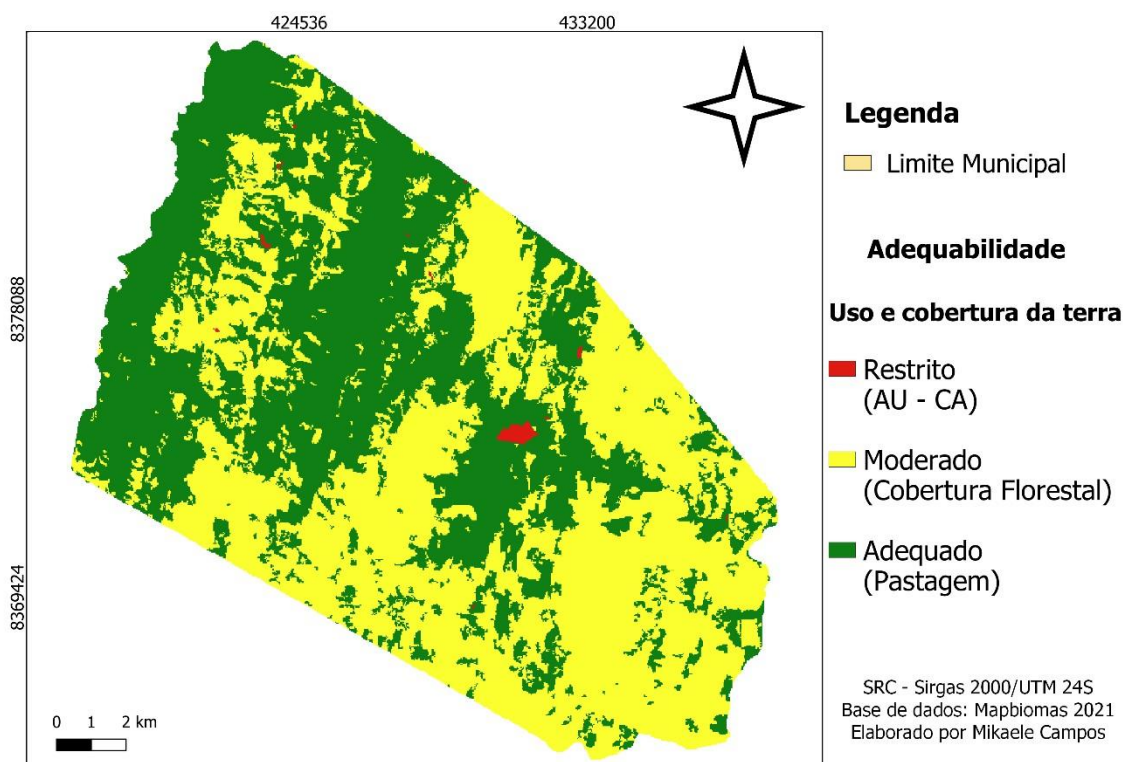 424536
433200
8378088
8369424
Legenda
Limite Municipal
Adequabilidade
Uso e cobertura da terra
Restrito
(AU - CA)
Moderado
(Cobertura Florestal)
Adequado
(Pastagem)
0 1 2 km
SRC - Sirgas 2000/UTM 24S
Base de dados: Mapbiomas 2021
Elaborado por Mikaele Campos